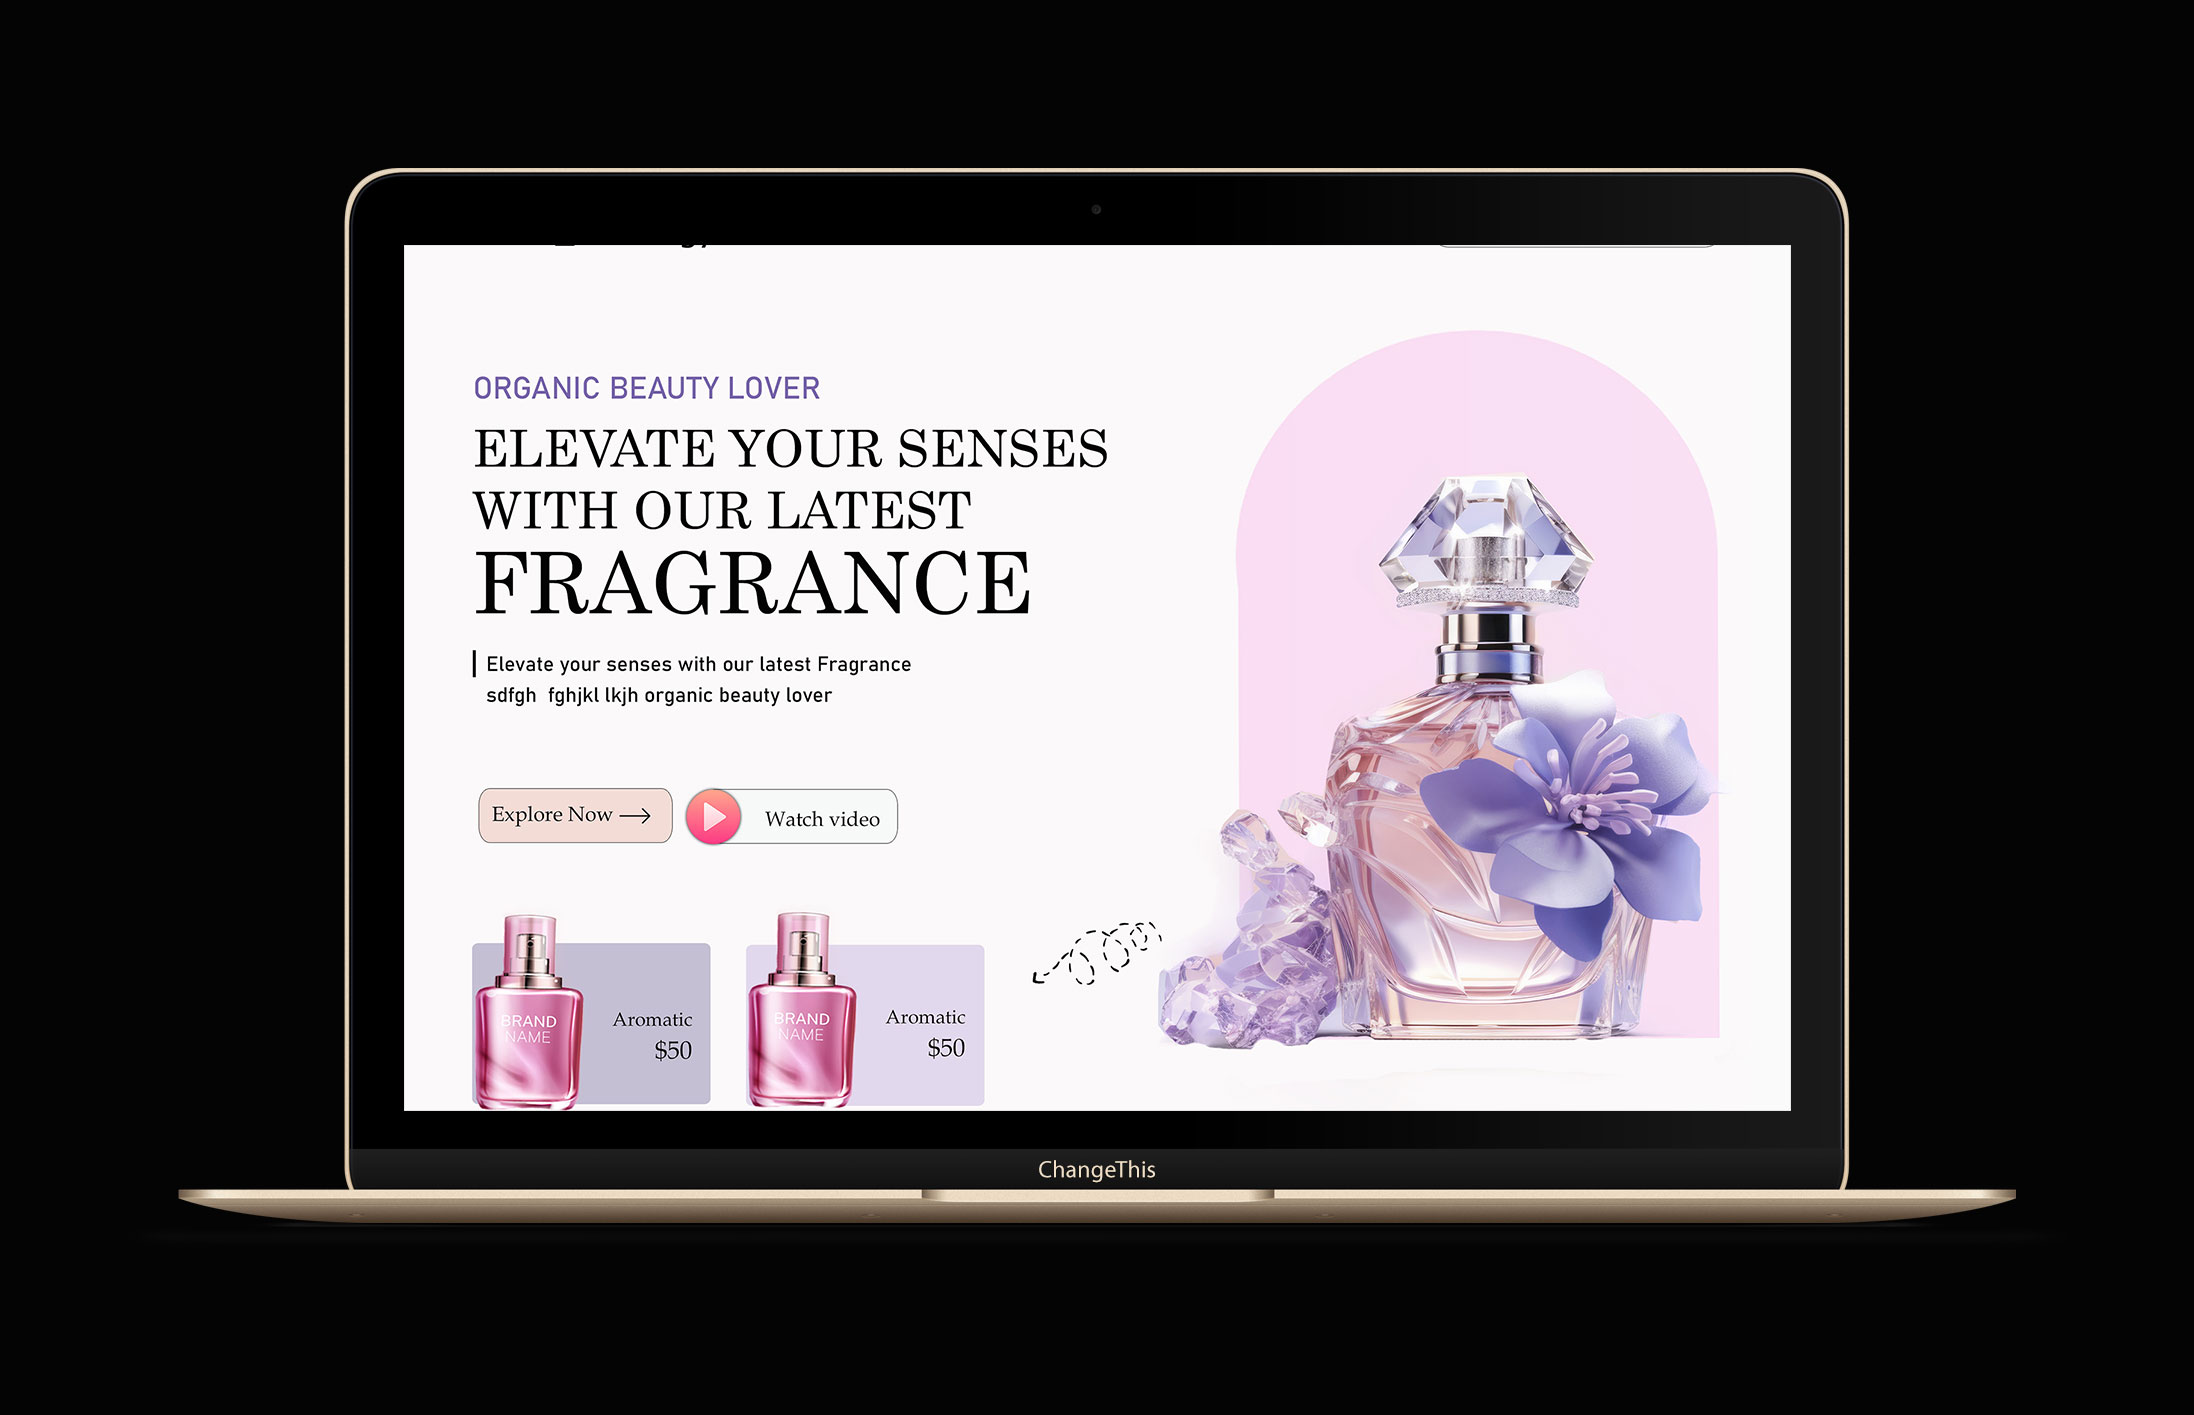 ORGANIC BEAUTY LOVER
ELEVATE YOUR SENSES
WITH OUR LATEST
FRAGRANCE
Elevate your senses with our latest Fragrance
sdfgh  fghjkl lkjh organic beauty lover
Explore Now
Watch video
BRAND
NAME
Aromatic
$50
BRAND
NAME
Aromatic
$50
ChangeThis